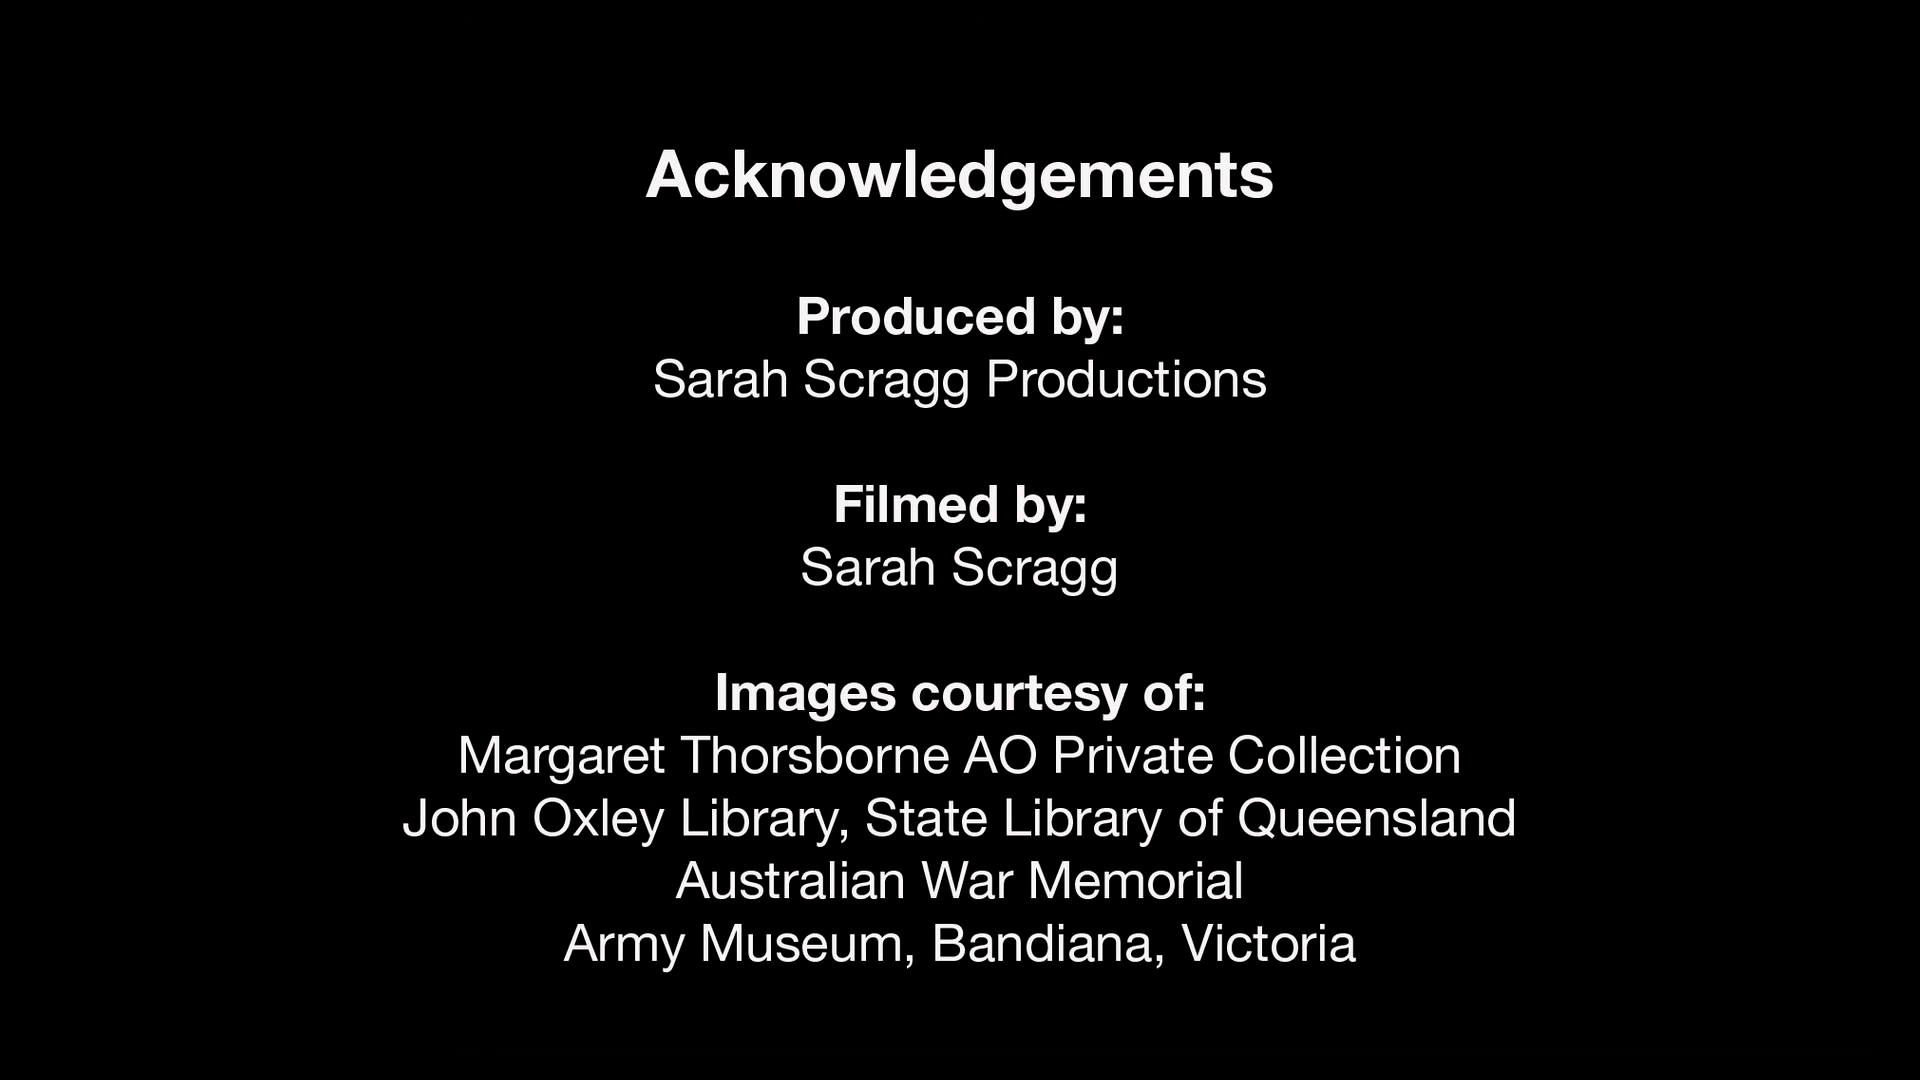 Acknowledgements
Produced by:
Sarah Scragg Productions
Filmed by:
Sarah Scragg
Images courtesy of:
Margaret Thorsborne AO Private Collection
John Oxley Library, State Library of Queensland
Australian War Memorial
Army Museum, Bandiana, Victoria